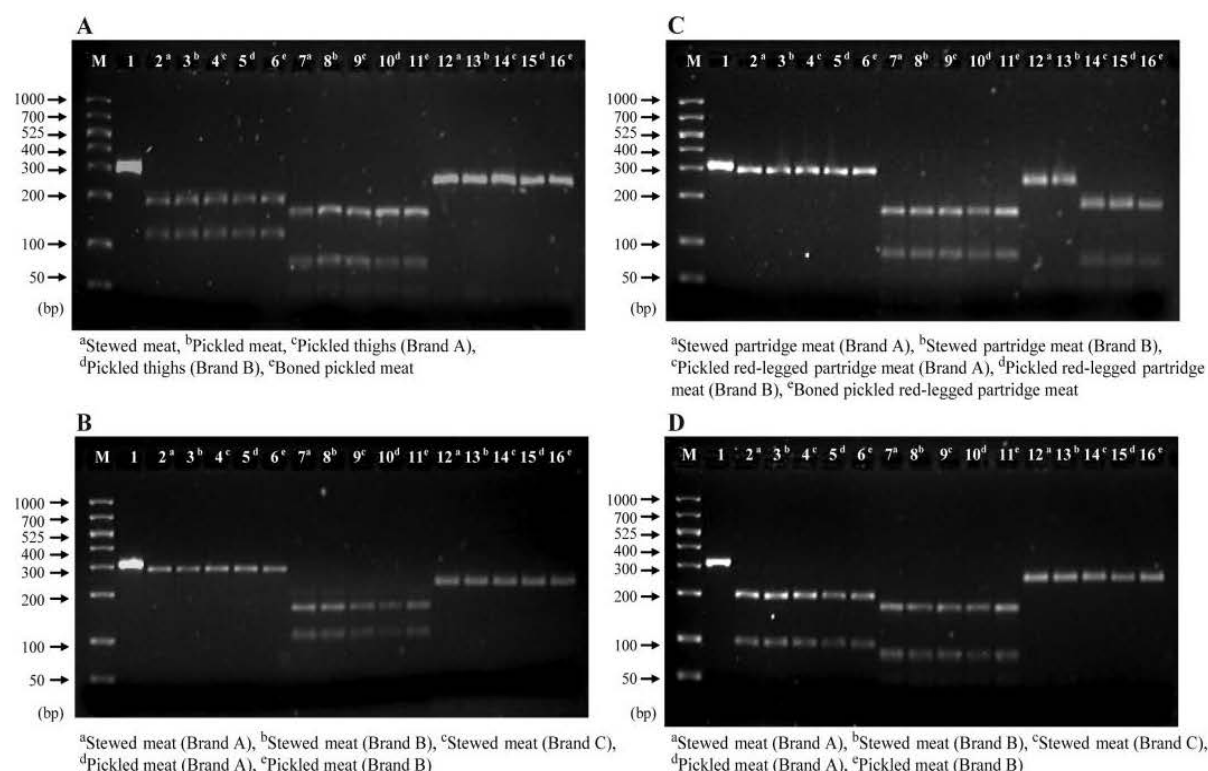 A
M 1 2ᵃ 3ᵇ 4ᶜ 5ᵈ 6ᵉ 7ᵃ 8ᵇ 9ᶜ 10ᵈ 11ᵉ 12ᵃ 13ᵇ 14ᶜ 15ᵈ 16ᵉ
1000
700
525
400
300
200
100
50
(bp)
ᵃStewed meat, ᵇPickled meat, ᶜPickled thighs (Brand A),
ᵈPickled thighs (Brand B), ᵉBoned pickled meat
C
M 1 2ᵃ 3ᵇ 4ᶜ 5ᵈ 6ᵉ 7ᵃ 8ᵇ 9ᶜ 10ᵈ 11ᵉ 12ᵃ 13ᵇ 14ᶜ 15ᵈ 16ᵉ
1000
700
525
400
300
200
100
50
(bp)
ᵃStewed partridge meat (Brand A), ᵇStewed partridge meat (Brand B),
ᶜPickled red-legged partridge meat (Brand A), ᵈPickled red-legged partridge
meat (Brand B), ᵉBoned pickled red-legged partridge meat
B
M 1 2ᵃ 3ᵇ 4ᶜ 5ᵈ 6ᵉ 7ᵃ 8ᵇ 9ᶜ 10ᵈ 11ᵉ 12ᵃ 13ᵇ 14ᶜ 15ᵈ 16ᵉ
1000
700
525
400
300
200
100
50
(bp)
ᵃStewed meat (Brand A), ᵇStewed meat (Brand B), ᶜStewed meat (Brand C),
ᵈPickled meat (Brand A), ᵉPickled meat (Brand B)
D
M 1 2ᵃ 3ᵇ 4ᶜ 5ᵈ 6ᵉ 7ᵃ 8ᵇ 9ᶜ 10ᵈ 11ᵉ 12ᵃ 13ᵇ 14ᶜ 15ᵈ 16ᵉ
1000
700
525
400
300
200
100
50
(bp)
ᵃStewed meat (Brand A), ᵇStewed meat (Brand B), ᶜStewed meat (Brand C),
ᵈPickled meat (Brand A), ᵉPickled meat (Brand B)